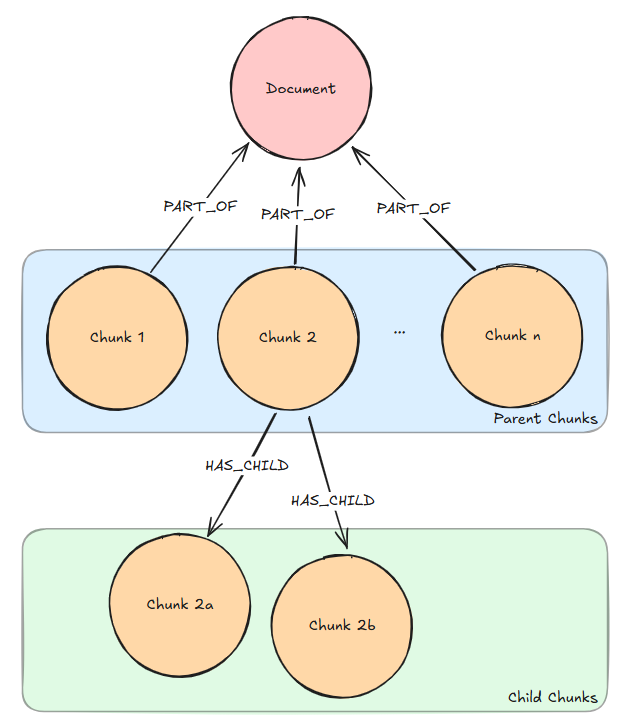 Document
PART_OF
PART_OF
PART_OF
Chunk 1
Chunk 2
...
Chunk n
Parent Chunks
HAS_CHILD
HAS_CHILD
Chunk 2a
Chunk 2b
Child Chunks